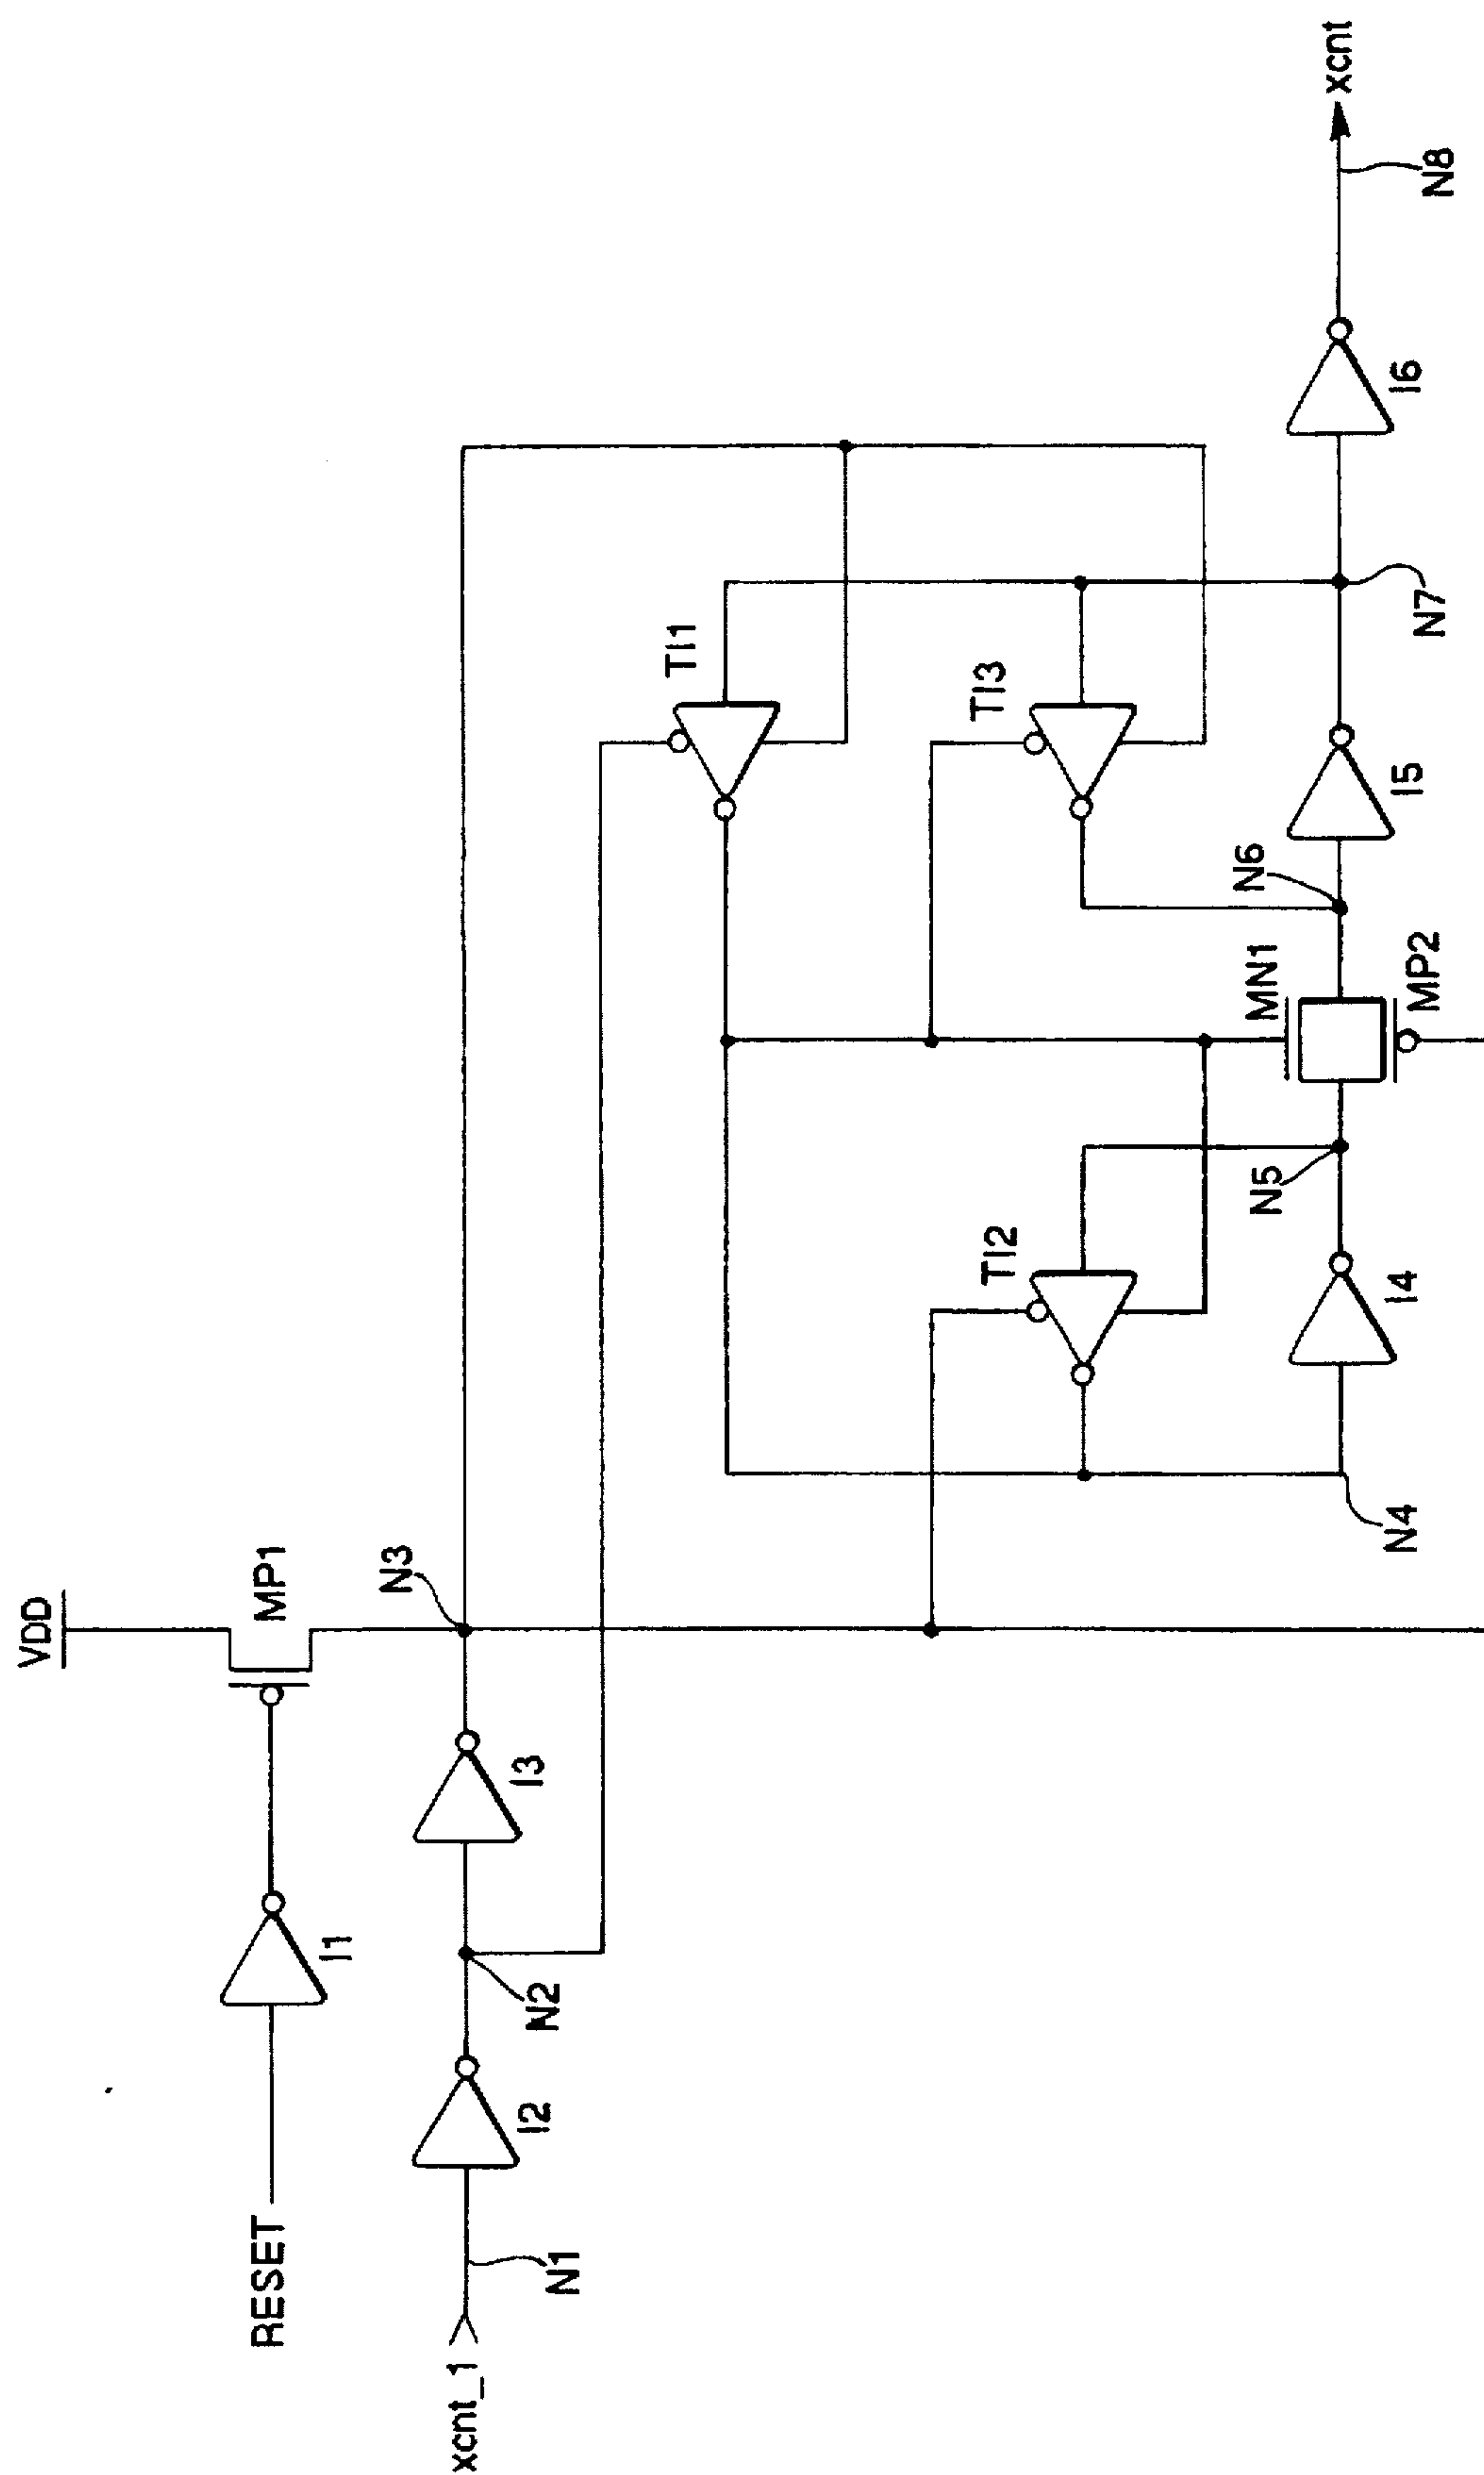 VDD
RESET
I1
MP1
xcnt_1
N1
I2
N2
I3
N3
TI1
TI2
TI3
N4
I4
N5
MN1
MP2
N6
I5
N7
I6
N8
xcnt